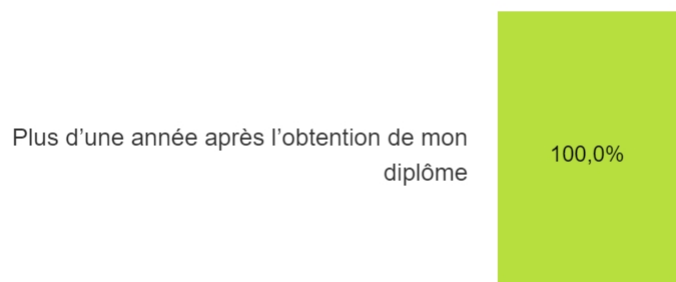 Plus d’une année après l’obtention de mon
diplôme
100,0%